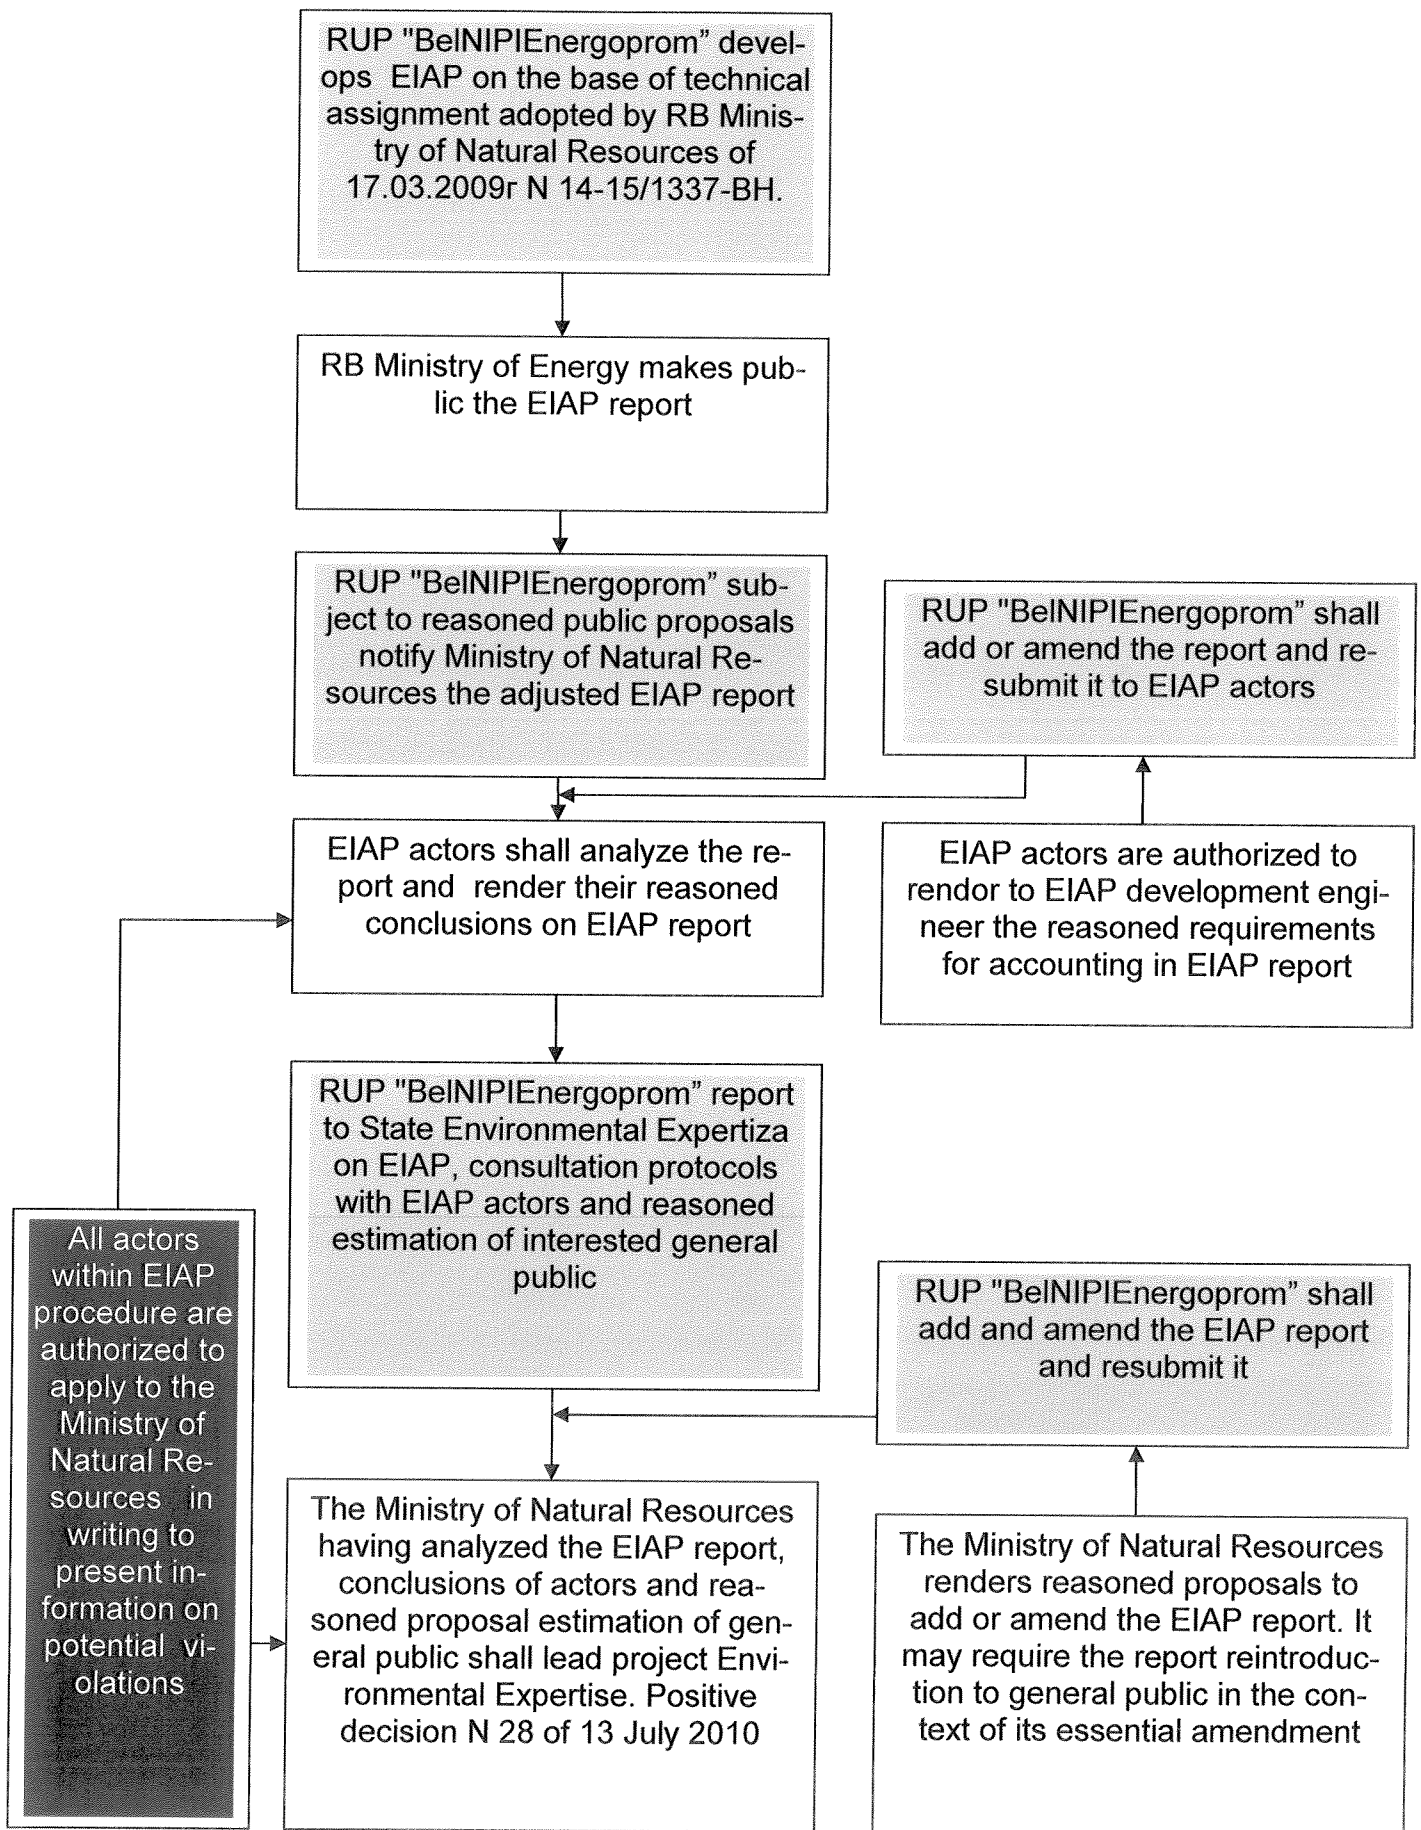 RUP "BelNIPIEnergoprom” devel-
ops EIAP on the base of technical
assignment adopted by RB Minis-
try of Natural Resources of
17.03.2009г N 14-15/1337-ВН.
RB Ministry of Energy makes pub-
lic the EIAP report
RUP "BelNIPIEnergoprom” sub-
ject to reasoned public proposals
notify Ministry of Natural Re-
sources the adjusted EIAP report
RUP "BelNIPIEnergoprom” shall
add or amend the report and re-
submit it to EIAP actors
EIAP actors shall analyze the re-
port and render their reasoned
conclusions on EIAP report
EIAP actors are authorized to
rendor to EIAP development engi-
neer the reasoned requirements
for accounting in EIAP report
RUP "BelNIPIEnergoprom” report
to State Environmental Expertiza
on EIAP, consultation protocols
with EIAP actors and reasoned
estimation of interested general
public
All actors
within EIAP
procedure are
authorized to
apply to the
Ministry of
Natural Re-
sources in
writing to
present in-
formation on
potential vi-
olations
RUP "BelNIPIEnergoprom” shall
add and amend the EIAP report
and resubmit it
The Ministry of Natural Resources
having analyzed the EIAP report,
conclusions of actors and rea-
soned proposal estimation of gen-
eral public shall lead project Envi-
ronmental Expertise. Positive
decision N 28 of 13 July 2010
The Ministry of Natural Resources
renders reasoned proposals to
add or amend the EIAP report. It
may require the report reintroduc-
tion to general public in the con-
text of its essential amendment